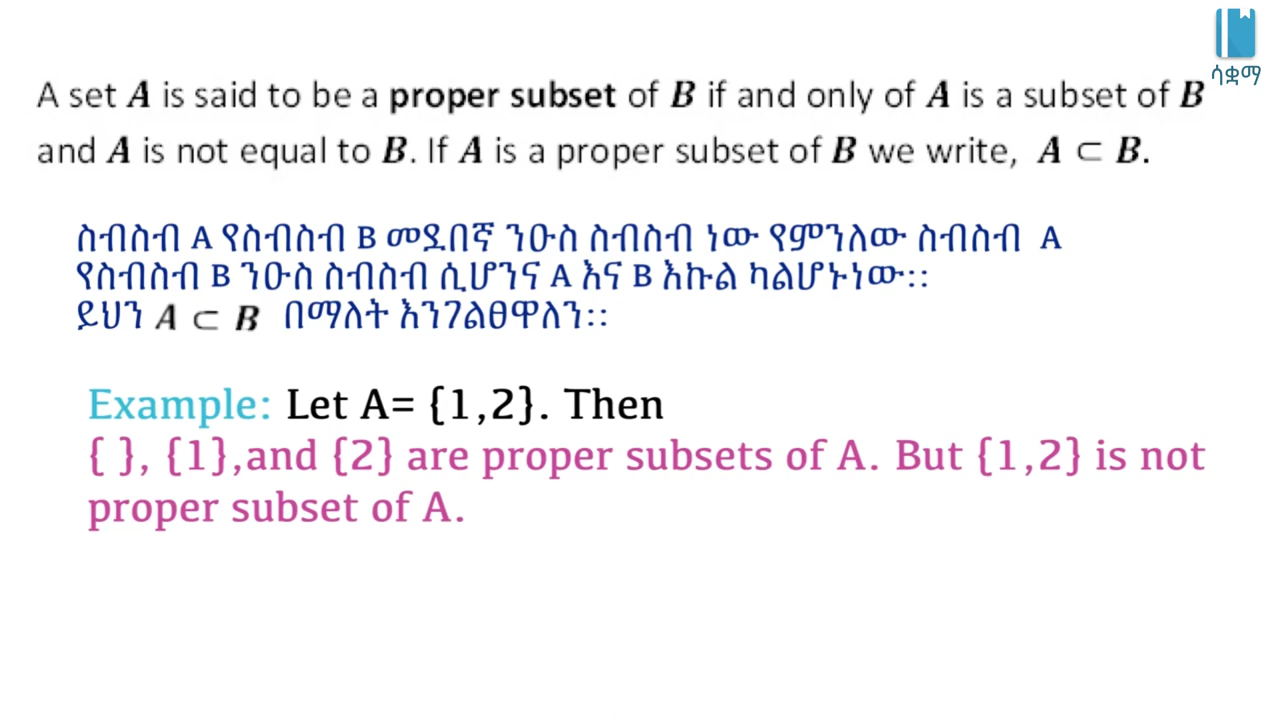 ሳቋማ
A set A is said to be a proper subset of B if and only of A is a subset of B
and A is not equal to B. If A is a proper subset of B we write, A ⊂ B.
ስብስብ A የስብስብ B መደበኛ ንዑስ ስብስብ ነው የምንለው ስብስብ A
የስብስብ B ንዑስ ስብስብ ሲሆንና A እና B እኩል ካልሆኑነው::
ይህን A ⊂ B በማለት እንገልፀዋለን::
Example: Let A= {1,2}. Then
{ }, {1},and {2} are proper subsets of A. But {1,2} is not
proper subset of A.